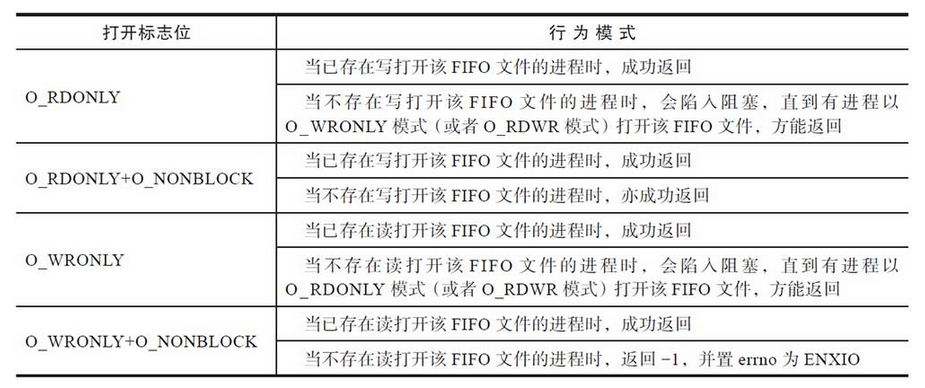 打开标志位
行为模式
O_RDONLY
当已存在写打开该 FIFO 文件的进程时，成功返回
当不存在写打开该 FIFO 文件的进程时，会陷入阻塞，直到有进程以
O_WRONLY 模式（或者 O_RDWR 模式）打开该 FIFO 文件，方能返回
O_RDONLY+O_NONBLOCK
当已存在写打开该 FIFO 文件的进程时，成功返回
当不存在写打开该 FIFO 文件的进程时，亦成功返回
O_WRONLY
当已存在读打开该 FIFO 文件的进程时，成功返回
当不存在读打开该 FIFO 文件的进程时，会陷入阻塞，直到有进程以
O_RDONLY 模式（或者 O_RDWR 模式）打开该 FIFO 文件，方能返回
O_WRONLY+O_NONBLOCK
当已存在读打开该 FIFO 文件的进程时，成功返回
当不存在读打开该 FIFO 文件的进程时，返回 -1，并置 errno 为 ENXIO